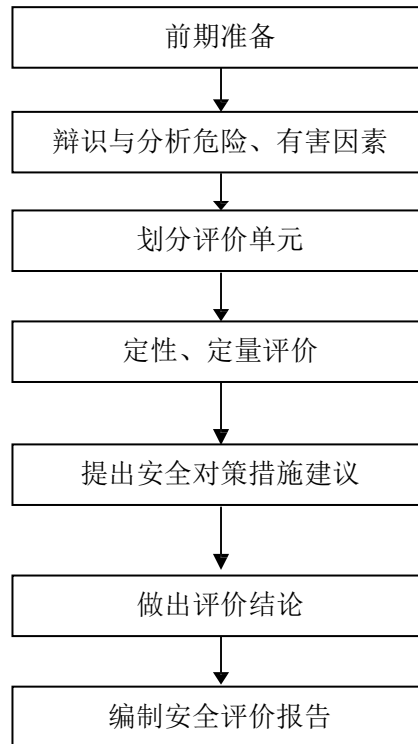 前期准备
辩识与分析危险、有害因素
划分评价单元
定性、定量评价
提出安全对策措施建议
做出评价结论
编制安全评价报告